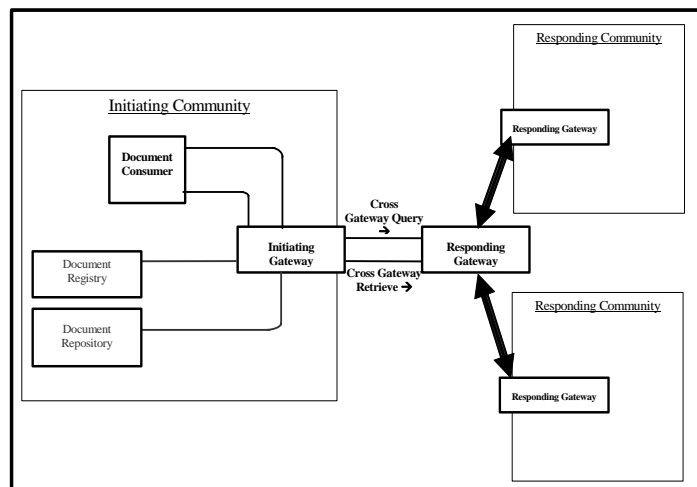 Responding Community
Initiating Community
Document
Consumer
Responding Gateway
Cross
Gateway Query
→
Initiating
Gateway
Responding
Gateway
Document
Registry
Cross Gateway
Retrieve →
Document
Repository
Responding Community
Responding Gateway